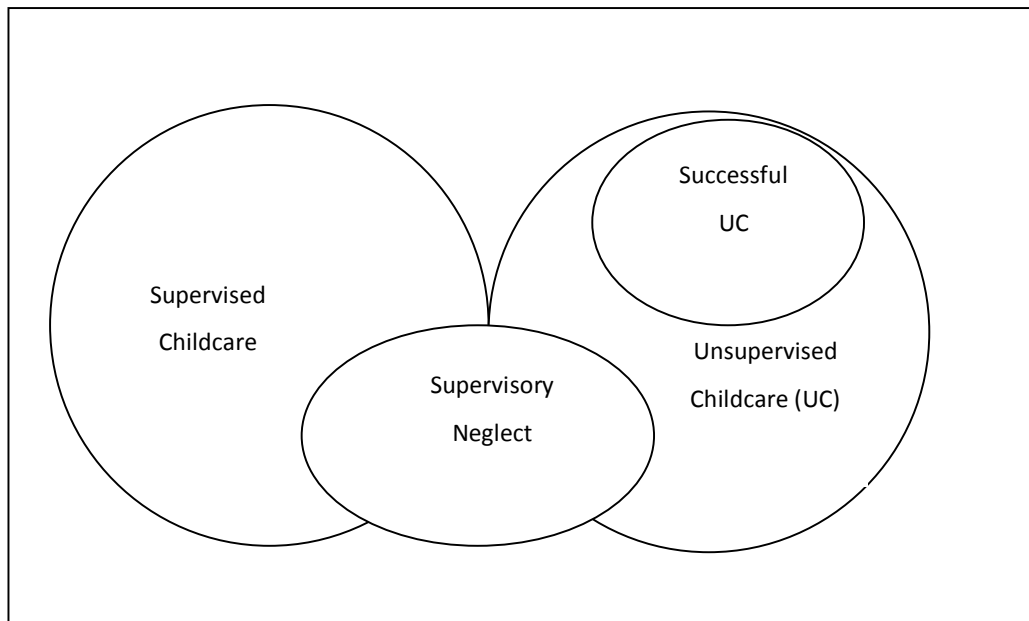 Successful
UC
Supervised
Childcare
Unsupervised
Childcare (UC)
Supervisory
Neglect